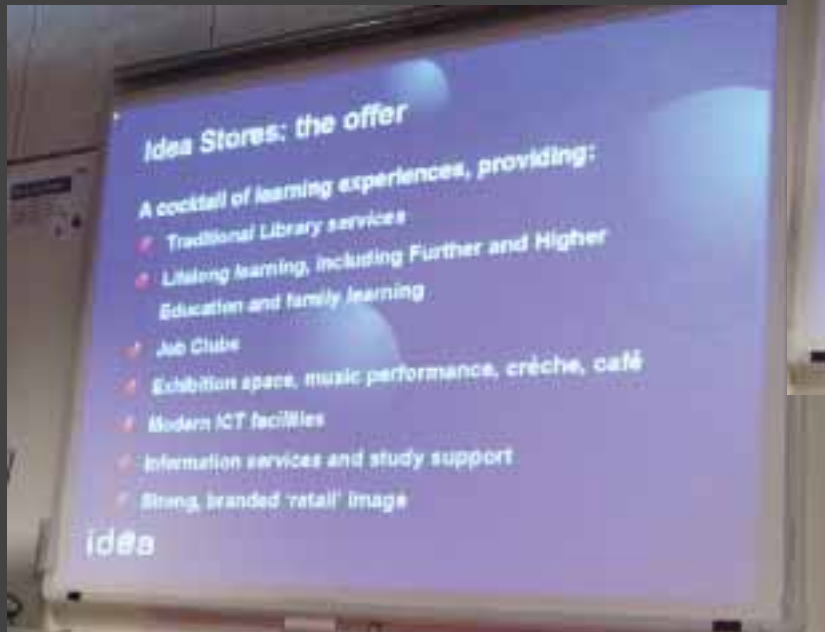 Idea Stores: the offer
A cocktail of learning experiences, providing:
Traditional Library services
Lifelong learning, including Further and Higher
Education and family learning
Job Clubs
Exhibition space, music performance, crèche, café
Modern ICT facilities
Information services and study support
Strong, branded 'retail' image
idea